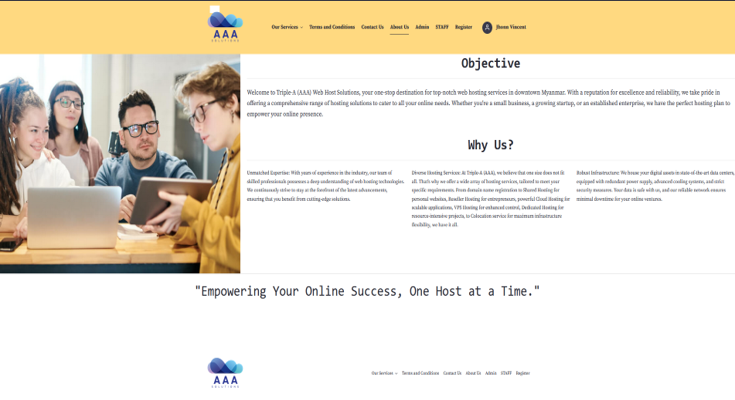 AAA
SOLUTIONS
Our Services
Terms and Conditions
Contact Us
About Us
Admin
STAFF
Register
Jhoen Vincent
Objective
Welcome to Triple-A (AAA) Web Host Solutions, your one-stop destination for top-notch web hosting services in downtown Myanmar. With a reputation for excellence and reliability, we take pride in
offering a comprehensive range of hosting solutions to cater to all your online needs. Whether you're a small business, a growing startup, or an established enterprise, we have the perfect hosting plan to
empower your online presence.
Why Us?
Unmatched Expertise: With years of experience in the industry, our team of
skilled professionals possesses a deep understanding of web hosting technologies.
We continuously strive to stay at the forefront of the latest advancements,
ensuring that you benefit from cutting-edge solutions.
Diverse Hosting Services: At Triple-A (AAA), we believe that one size does not fit
all. That's why we offer a wide array of hosting services, tailored to meet your
specific requirements. From domain name registration to Shared Hosting for
personal websites, Reseller Hosting for entrepreneurs, powerful Cloud Hosting for
scalable applications, VPS Hosting for enhanced control, Dedicated Hosting for
resource-intensive projects, to Colocation service for maximum infrastructure
flexibility, we have it all.
Robust Infrastructure: We house your digital assets in state-of-the-art data centers,
equipped with redundant power supply, advanced cooling systems, and strict
security measures. Your data is safe with us, and our reliable network ensures
minimal downtime for your online ventures.
"Empowering Your Online Success, One Host at a Time."
AAA
SOLUTIONS
Our Services
Terms and Conditions
Contact Us
About Us
Admin
STAFF
Register